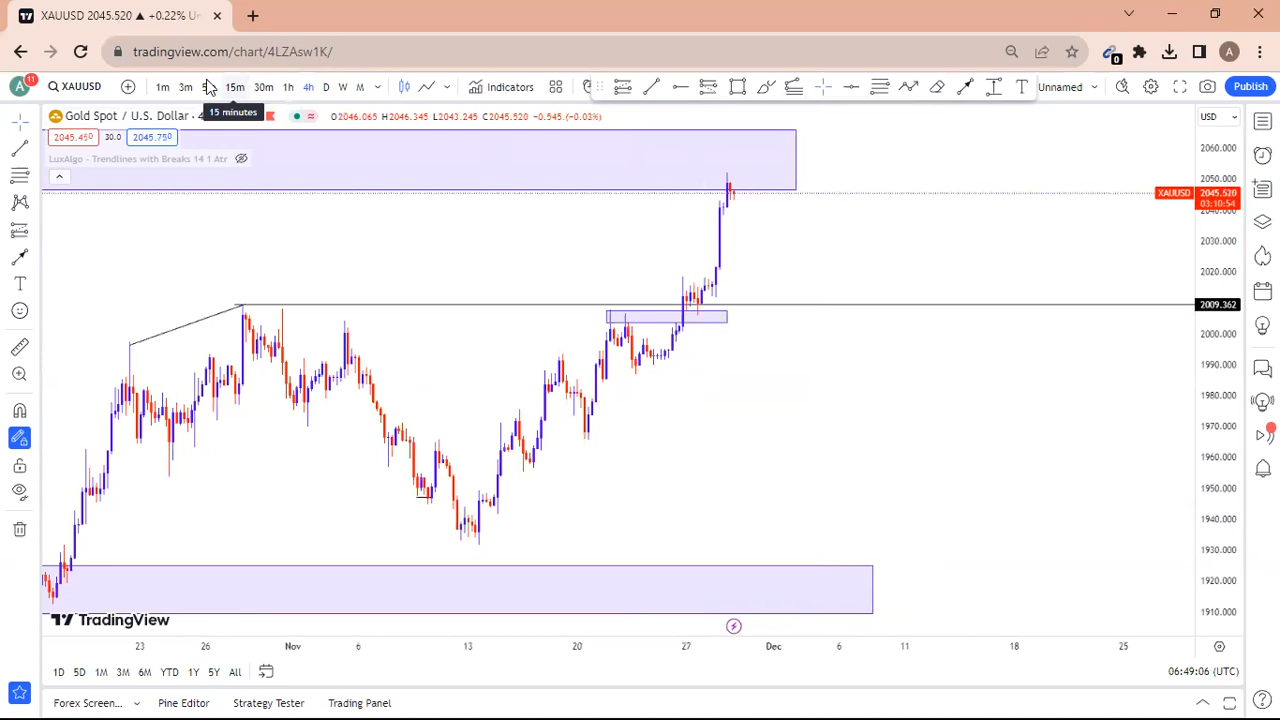 XAUUSD 2045.520 ▲ +0.22% Un
tradingview.com/chart/4LZAsw1K/
A
0
A
11
XAUUSD
1m 3m 15m 30m 1h 4h D W M
Indicators
Unnamed
Publish
15 minutes
Gold Spot / U.S. Dollar · 4
O2046.065 H2046.345 L2043.245 C2045.520 -0.545 (-0.03%)
USD
2045.450 30.0 2045.750
LuxAlgo - Trendlines with Breaks 14 1 Atr
2060.000
2050.000
XAUUSD 2045.520
03:10:54
2040.000
2030.000
2020.000
2009.362
2000.000
1990.000
1980.000
1970.000
1960.000
1950.000
1940.000
1930.000
1920.000
1910.000
TradingView
23 26 Nov 6 13 20 27 Dec 6 11 18 25
1D 5D 1M 3M 6M YTD 1Y 5Y All
06:49:06 (UTC)
Forex Screen... Pine Editor Strategy Tester Trading Panel